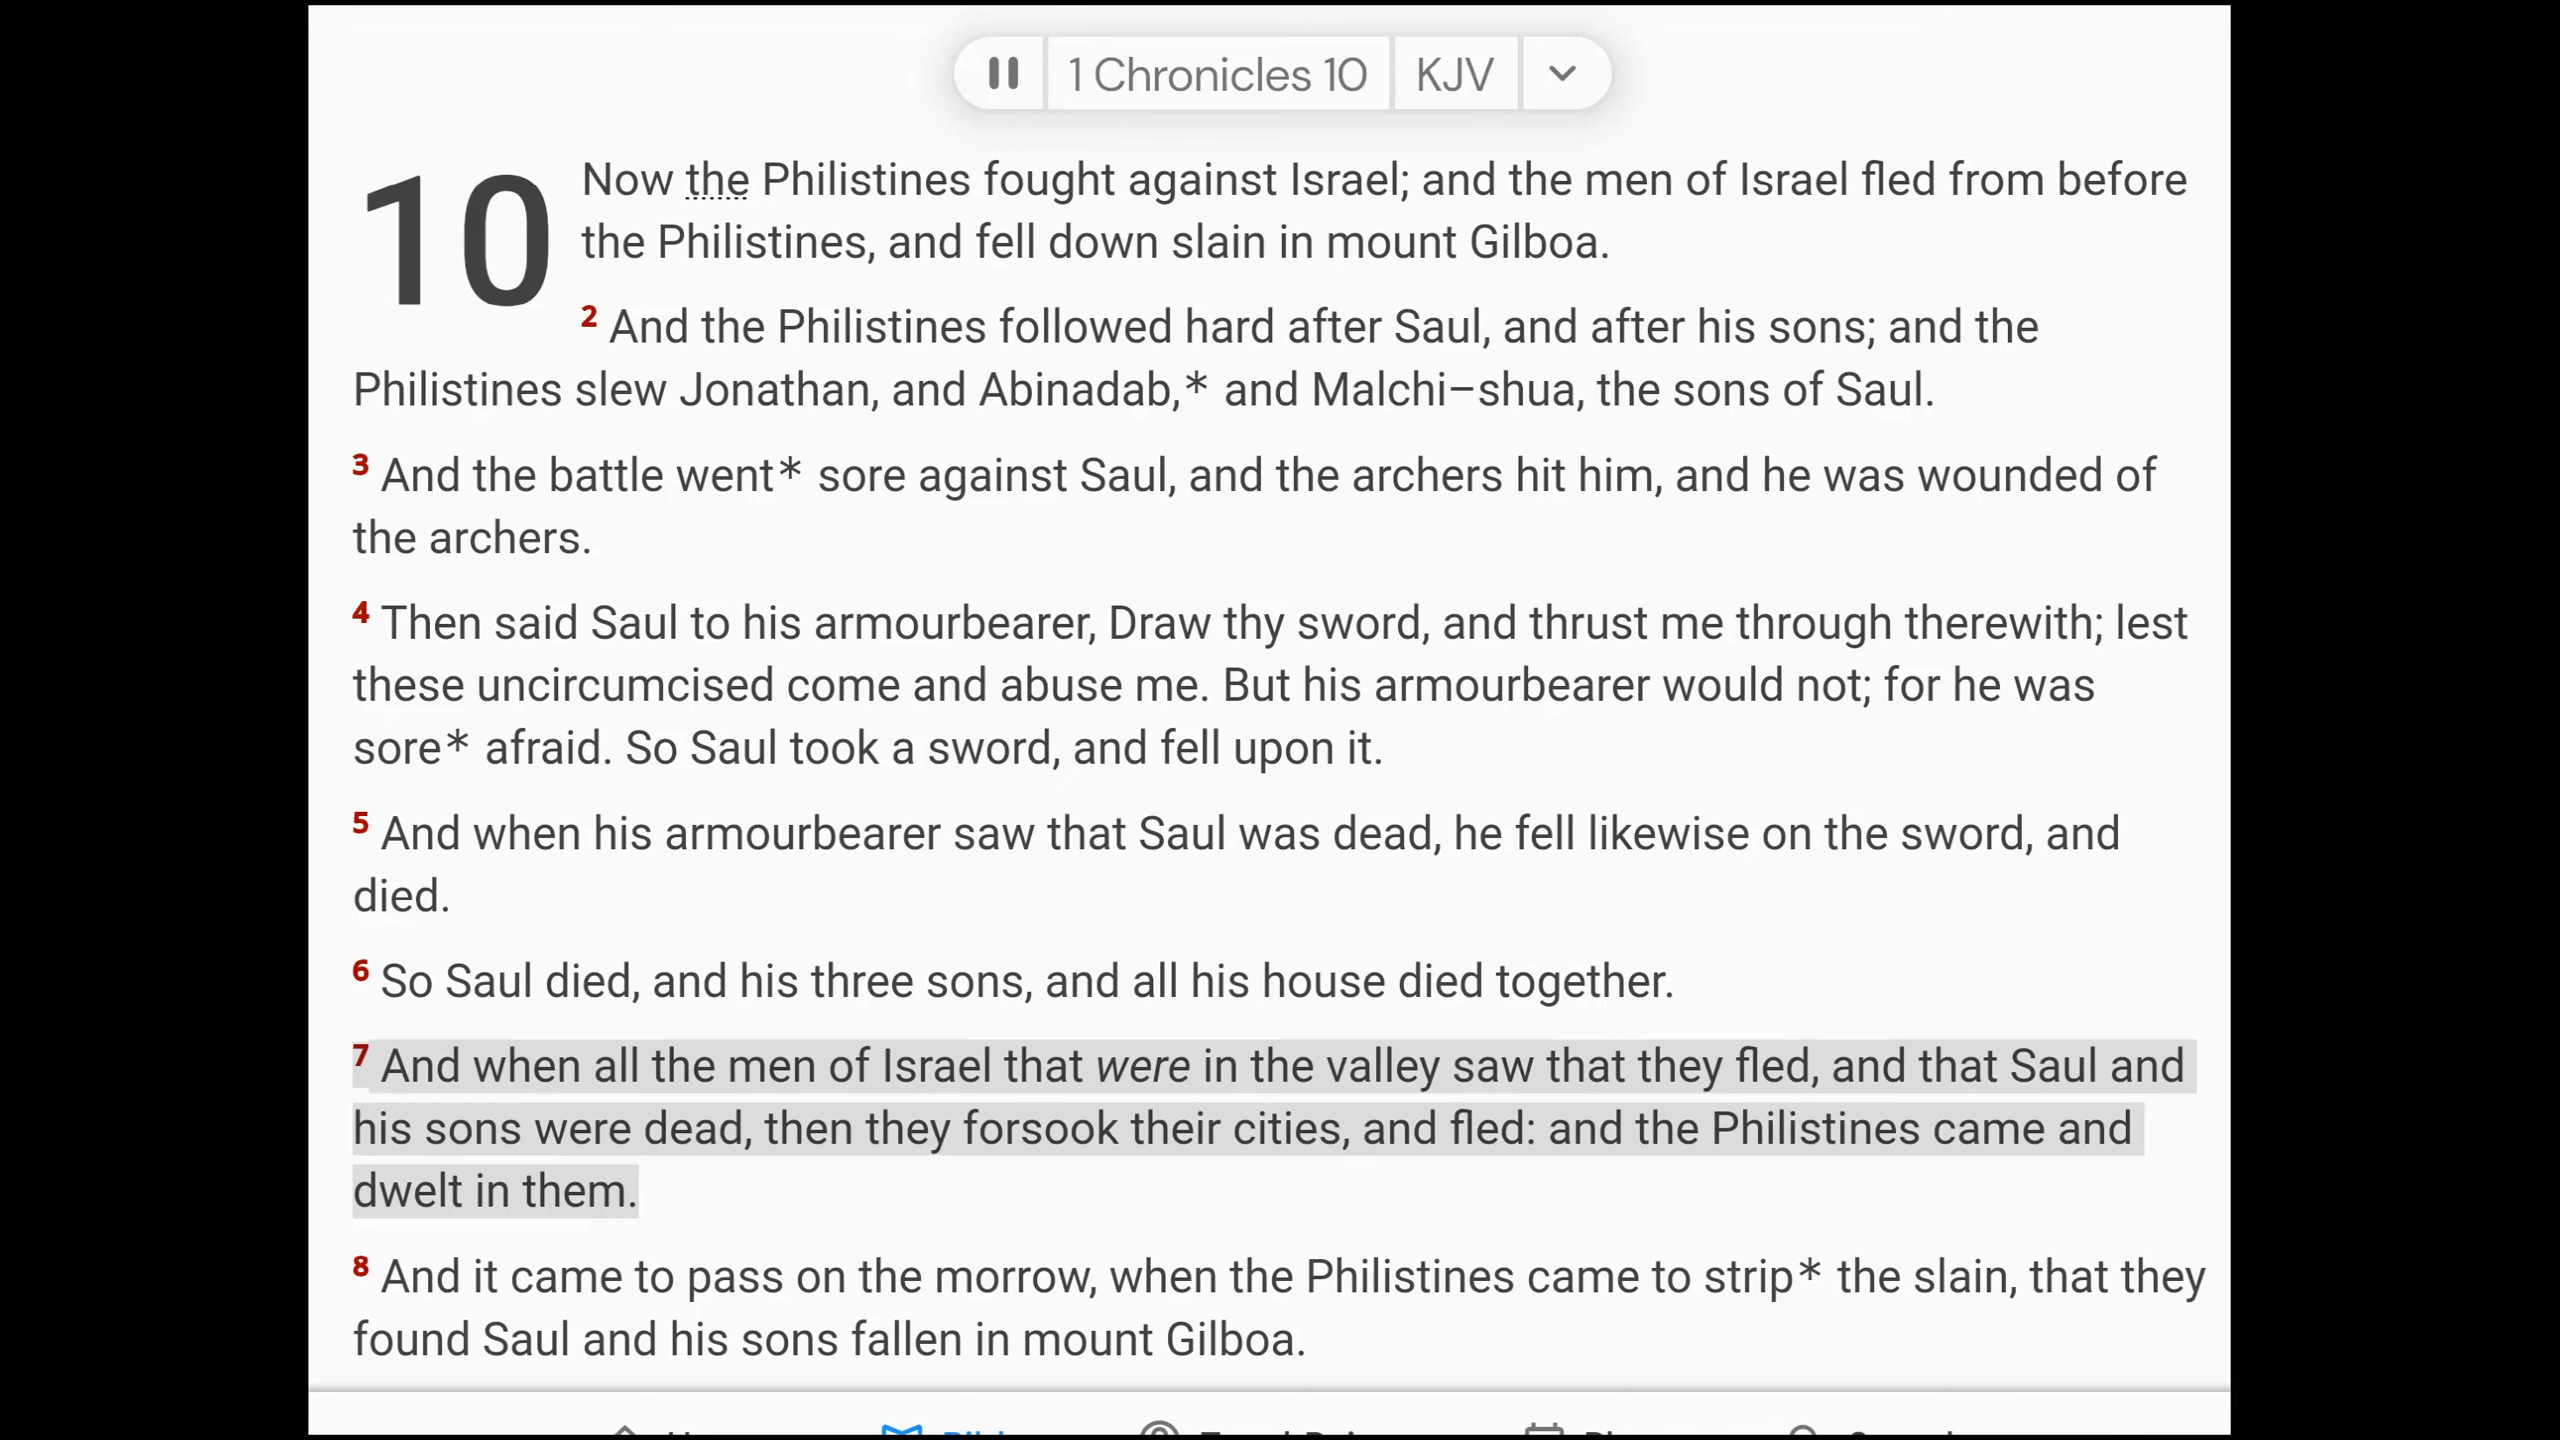 1 Chronicles 10 KJV
10 Now the Philistines fought against Israel; and the men of Israel fled from before
the Philistines, and fell down slain in mount Gilboa.
2 And the Philistines followed hard after Saul, and after his sons; and the
Philistines slew Jonathan, and Abinadab,* and Malchi–shua, the sons of Saul.
3 And the battle went* sore against Saul, and the archers hit him, and he was wounded of
the archers.
4 Then said Saul to his armourbearer, Draw thy sword, and thrust me through therewith; lest
these uncircumcised come and abuse me. But his armourbearer would not; for he was
sore* afraid. So Saul took a sword, and fell upon it.
5 And when his armourbearer saw that Saul was dead, he fell likewise on the sword, and
died.
6 So Saul died, and his three sons, and all his house died together.
7 And when all the men of Israel that were in the valley saw that they fled, and that Saul and
his sons were dead, then they forsook their cities, and fled: and the Philistines came and
dwelt in them.
8 And it came to pass on the morrow, when the Philistines came to strip* the slain, that they
found Saul and his sons fallen in mount Gilboa.